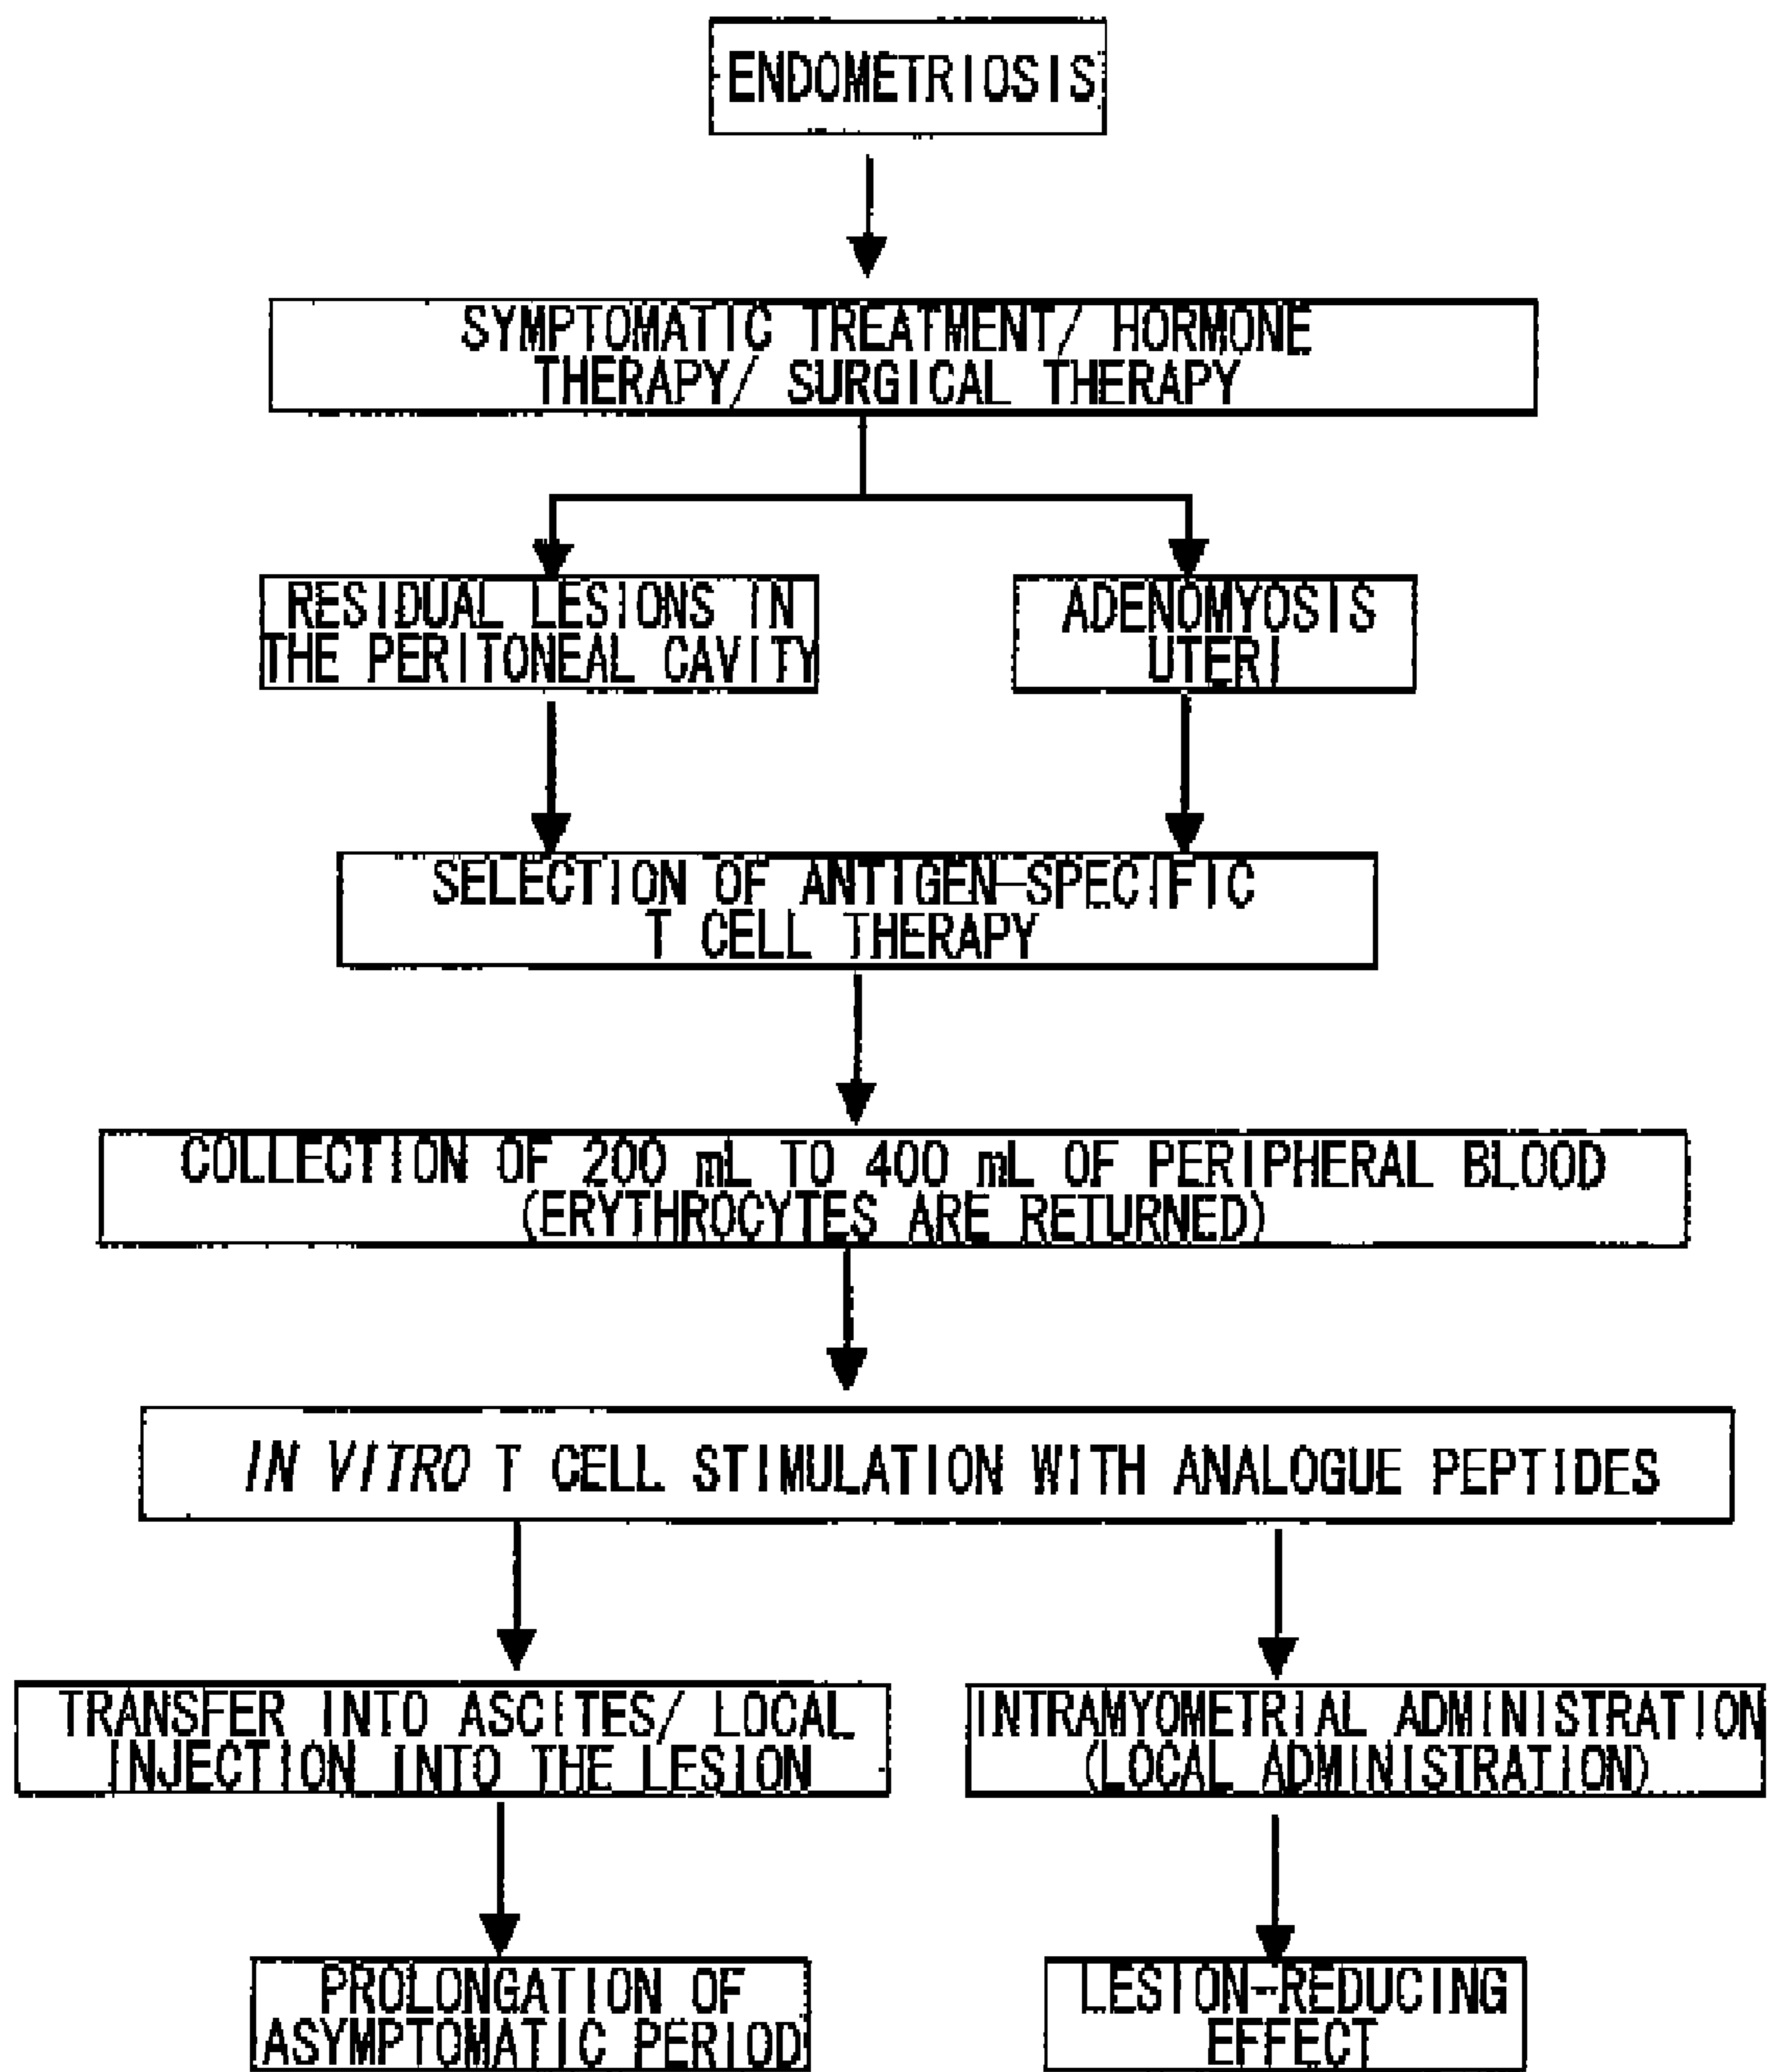 ENDOMETRIOSIS
SYMPTOMATIC TREATMENT/ HORMONE
THERAPY/ SURGICAL THERAPY
RESIDUAL LESIONS IN
THE PERITONEAL CAVITY
ADENOMYOSIS
UTERI
SELECTION OF ANTIGEN-SPECIFIC
T CELL THERAPY
COLLECTION OF 200 mL TO 400 mL OF PERIPHERAL BLOOD
(ERYTHROCYTES ARE RETURNED)
IN VITRO T CELL STIMULATION WITH ANALOGUE PEPTIDES
TRANSFER INTO ASCITES/ LOCAL
INJECTION INTO THE LESION
INTRAMYOMETRIAL ADMINISTRATION
(LOCAL ADMINISTRATION)
PROLONGATION OF
ASYMPTOMATIC PERIOD
LESION-REDUCING
EFFECT